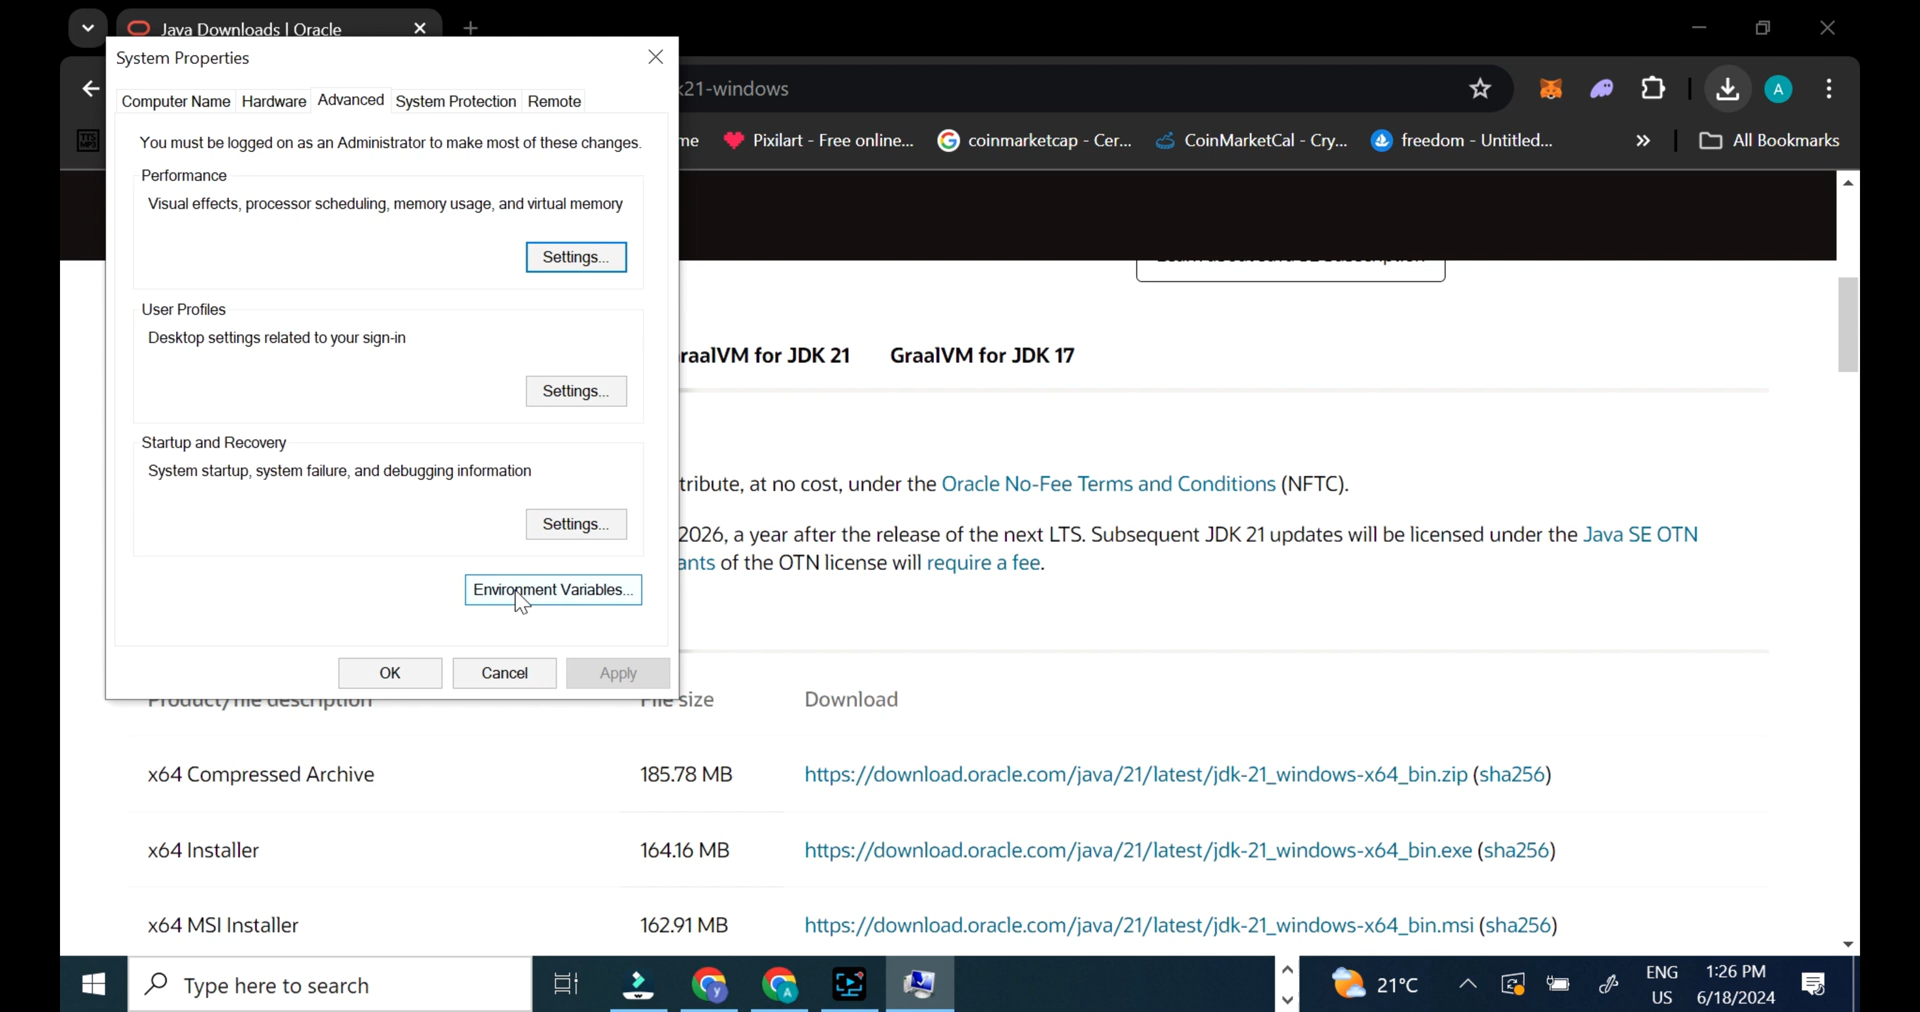 Java Downloads | Oracle
System Properties
Computer Name Hardware Advanced System Protection Remote
You must be logged on as an Administrator to make most of these changes.
Performance
Visual effects, processor scheduling, memory usage, and virtual memory
Settings...
User Profiles
Desktop settings related to your sign-in
Settings...
Startup and Recovery
System startup, system failure, and debugging information
Settings...
Environment Variables...
OK Cancel Apply
k21-windows
A
TTS MP3
me Pixilart - Free online... coinmarketcap - Cer... CoinMarketCal - Cry... freedom - Untitled... » All Bookmarks
raalVM for JDK 21 GraalVM for JDK 17
tribute, at no cost, under the Oracle No-Fee Terms and Conditions (NFTC).
2026, a year after the release of the next LTS. Subsequent JDK 21 updates will be licensed under the Java SE OTN
ants of the OTN license will require a fee.
Product/file description File size Download
x64 Compressed Archive 185.78 MB https://download.oracle.com/java/21/latest/jdk-21_windows-x64_bin.zip (sha256)
x64 Installer 164.16 MB https://download.oracle.com/java/21/latest/jdk-21_windows-x64_bin.exe (sha256)
x64 MSI Installer 162.91 MB https://download.oracle.com/java/21/latest/jdk-21_windows-x64_bin.msi (sha256)
Type here to search
y
A
21°C
ENG
US
1:26 PM
6/18/2024